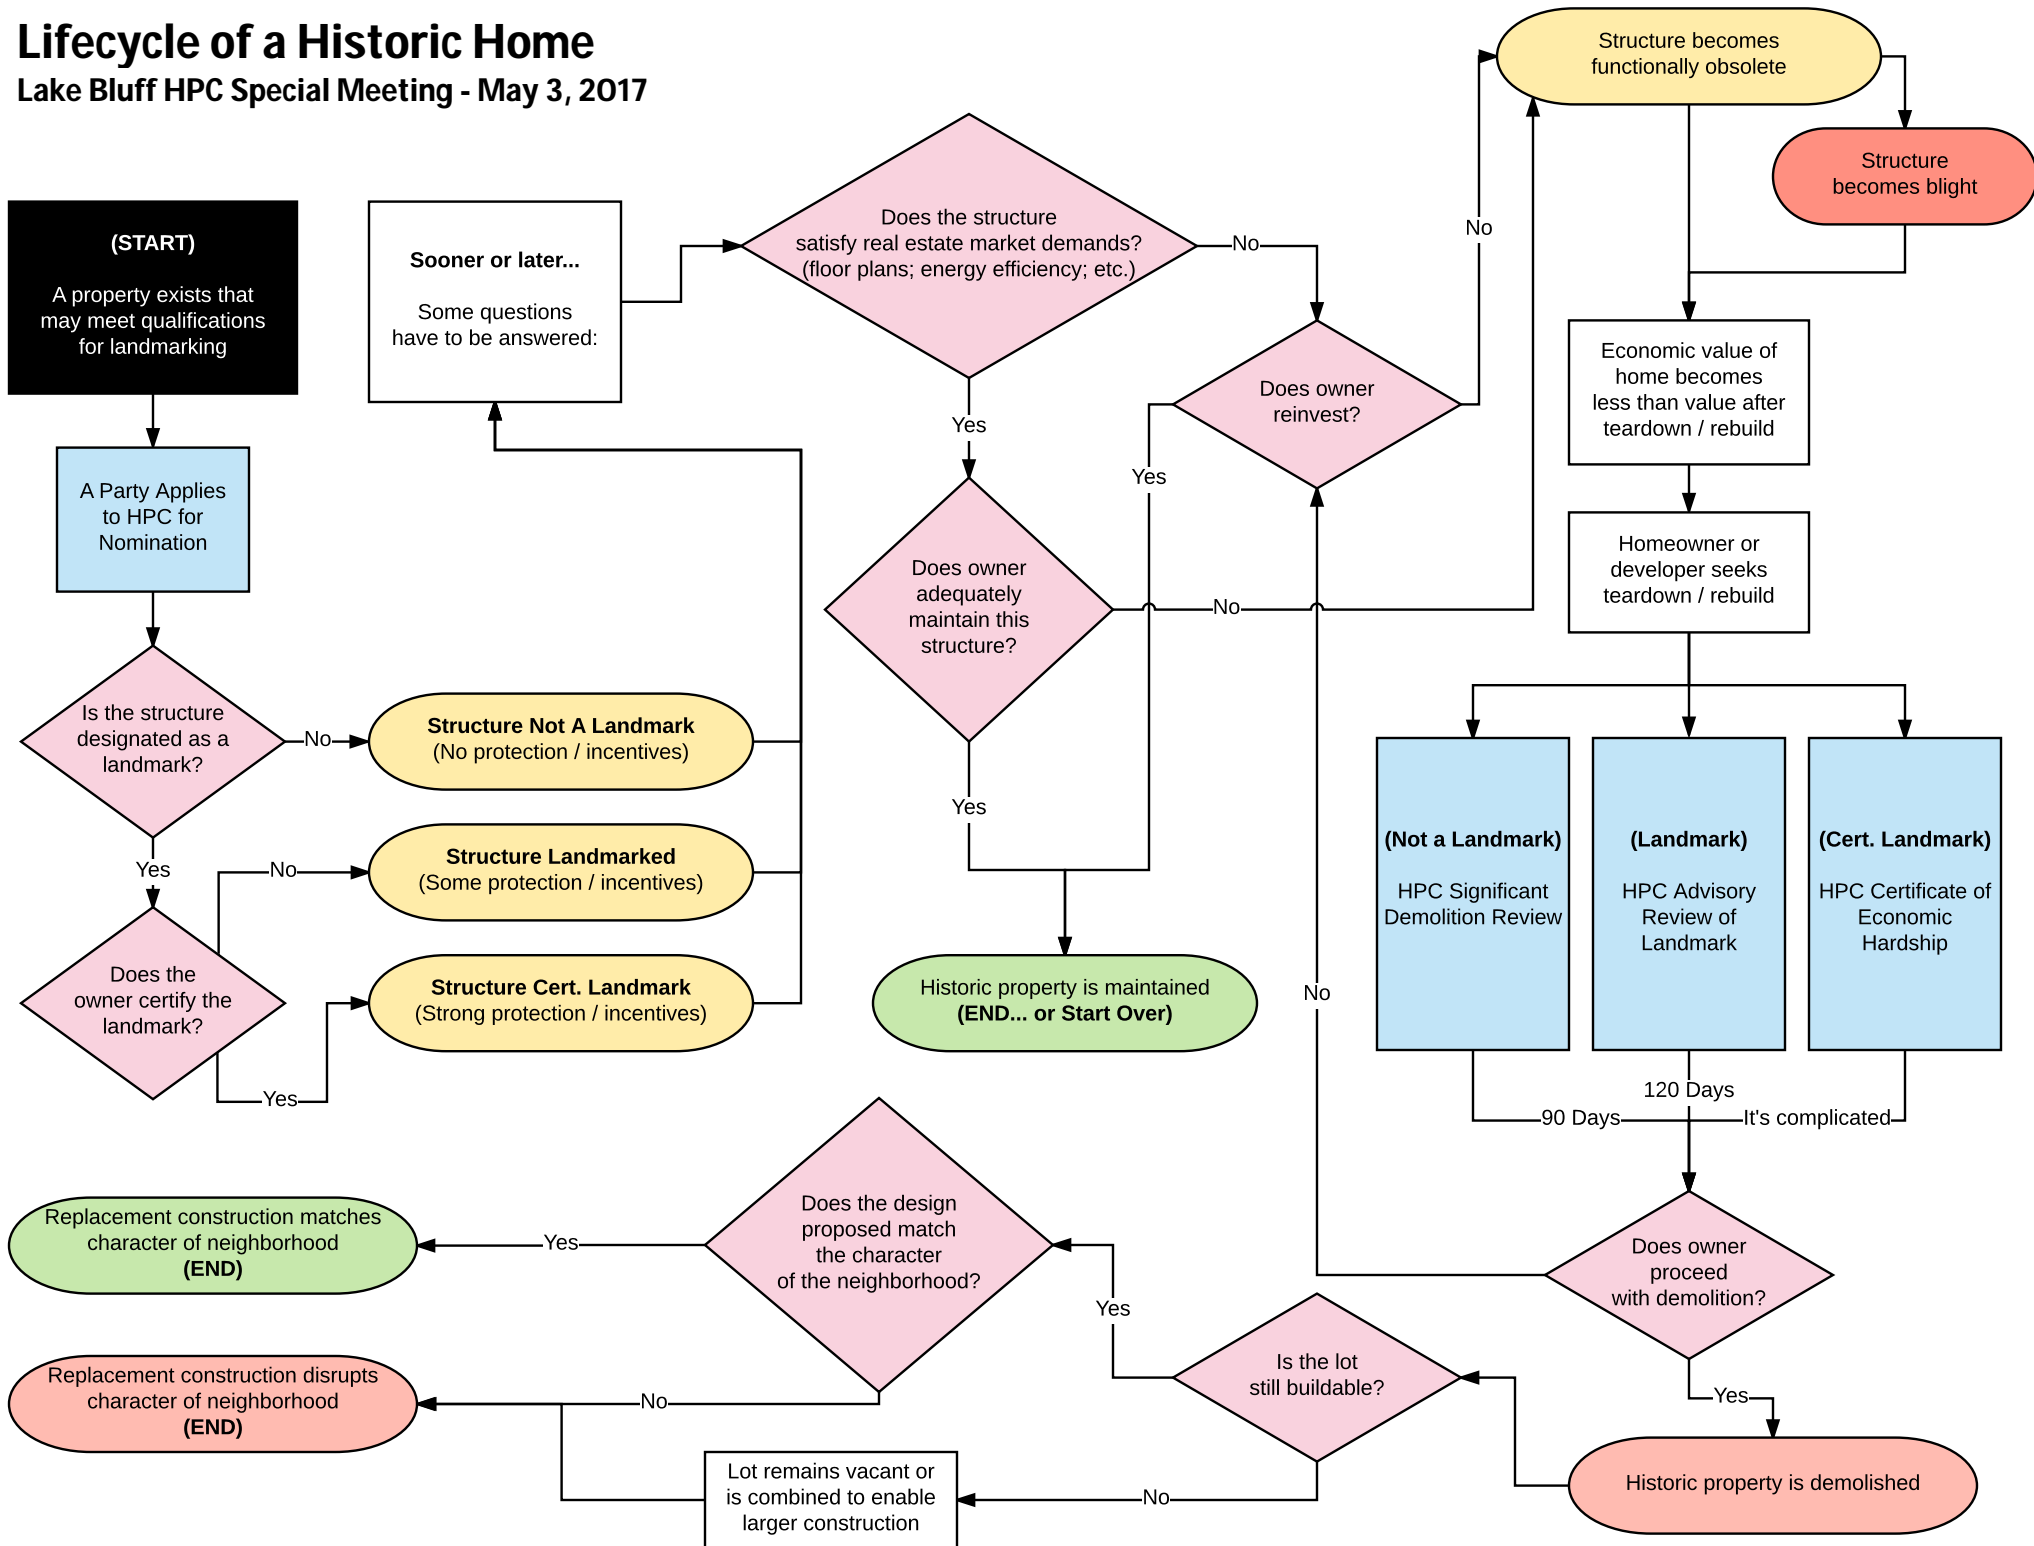 Lifecycle of a Historic Home
Lake Bluff HPC Special Meeting - May 3, 2017
(START)
A property exists that
may meet qualifications
for landmarking
A Party Applies
to HPC for
Nomination
Is the structure
designated as a
landmark?
No
Yes
Does the
owner certify the
landmark?
No
Yes
Structure Not A Landmark
(No protection / incentives)
Structure Landmarked
(Some protection / incentives)
Structure Cert. Landmark
(Strong protection / incentives)
Sooner or later...
Some questions
have to be answered:
Does the structure
satisfy real estate market demands?
(floor plans; energy efficiency; etc.)
No
Yes
Does owner
adequately
maintain this
structure?
No
Yes
Does owner
reinvest?
No
Yes
Historic property is maintained
(END... or Start Over)
Structure becomes
functionally obsolete
Structure
becomes blight
Economic value of
home becomes
less than value after
teardown / rebuild
Homeowner or
developer seeks
teardown / rebuild
(Not a Landmark)
HPC Significant
Demolition Review
(Landmark)
HPC Advisory
Review of
Landmark
(Cert. Landmark)
HPC Certificate of
Economic
Hardship
90 Days
120 Days
It's complicated
Does owner
proceed
with demolition?
No
Yes
Historic property is demolished
Is the lot
still buildable?
Yes
No
Does the design
proposed match
the character
of the neighborhood?
Yes
No
Lot remains vacant or
is combined to enable
larger construction
Replacement construction matches
character of neighborhood
(END)
Replacement construction disrupts
character of neighborhood
(END)